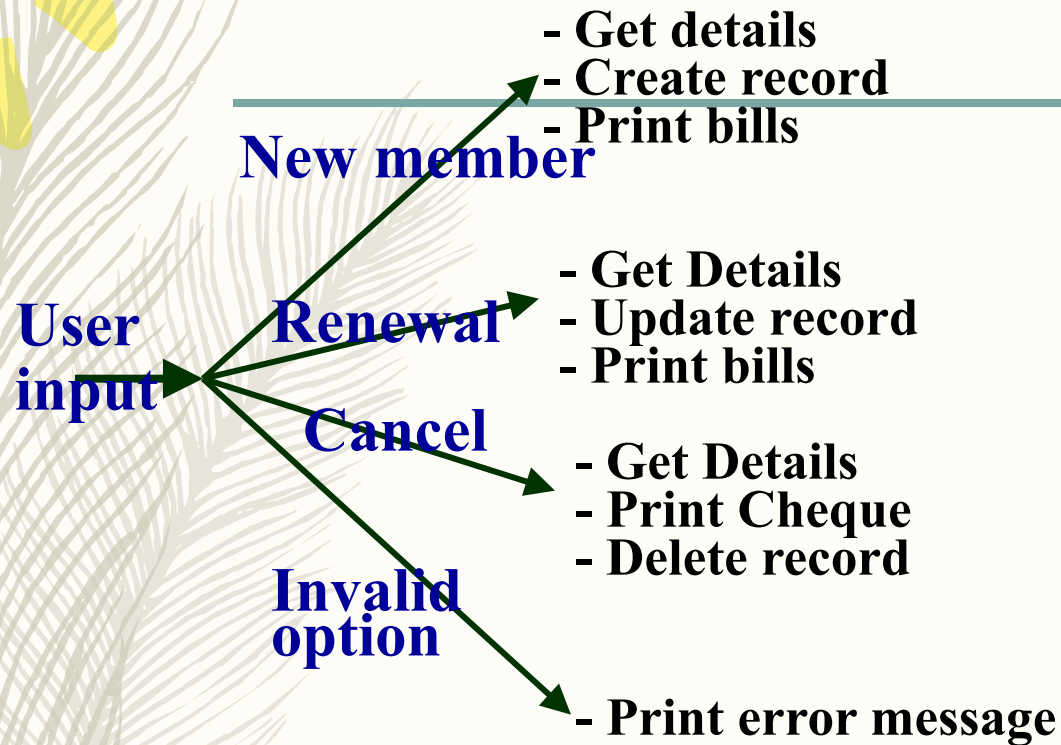 - Get details
- Create record
- Print bills
New member
- Get Details
- Update record
- Print bills
Renewal
User
input
Cancel
- Get Details
- Print Cheque
- Delete record
Invalid
option
- Print error message